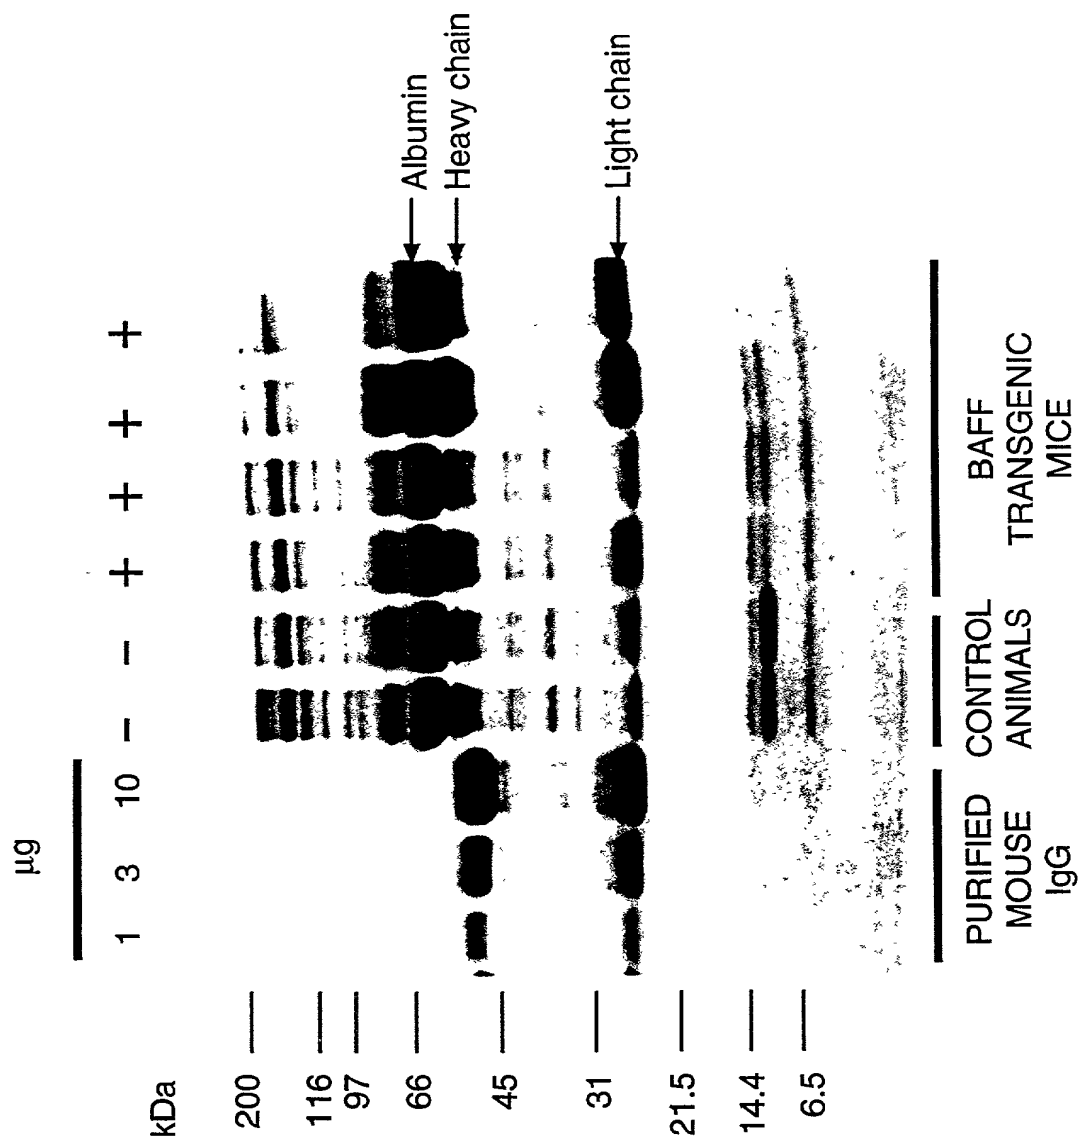 µg
1 3 10 − − + + + +
kDa
200
116
97
66
45
31
21.5
14.4
6.5
Albumin
Heavy chain
Light chain
PURIFIED
MOUSE
IgG
CONTROL
ANIMALS
BAFF
TRANSGENIC
MICE